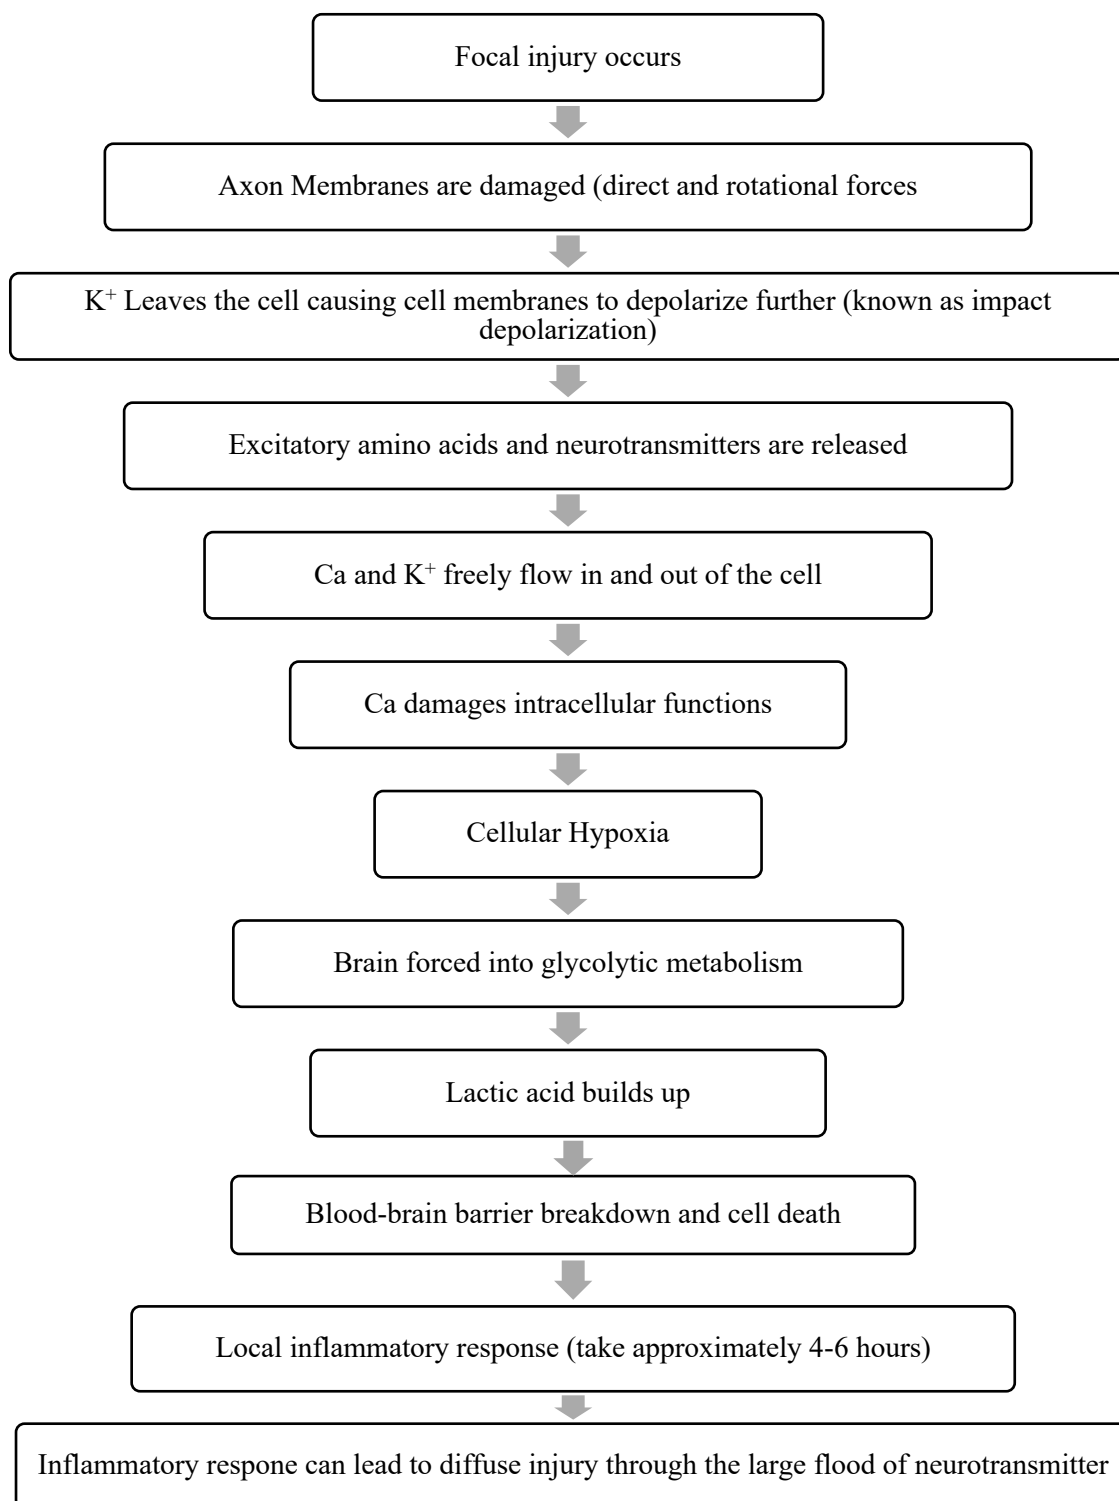 Focal injury occurs
Axon Membranes are damaged (direct and rotational forces
K⁺ Leaves the cell causing cell membranes to depolarize further (known as impact
depolarization)
Excitatory amino acids and neurotransmitters are released
Ca and K⁺ freely flow in and out of the cell
Ca damages intracellular functions
Cellular Hypoxia
Brain forced into glycolytic metabolism
Lactic acid builds up
Blood-brain barrier breakdown and cell death
Local inflammatory response (take approximately 4-6 hours)
Inflammatory respone can lead to diffuse injury through the large flood of neurotransmitter